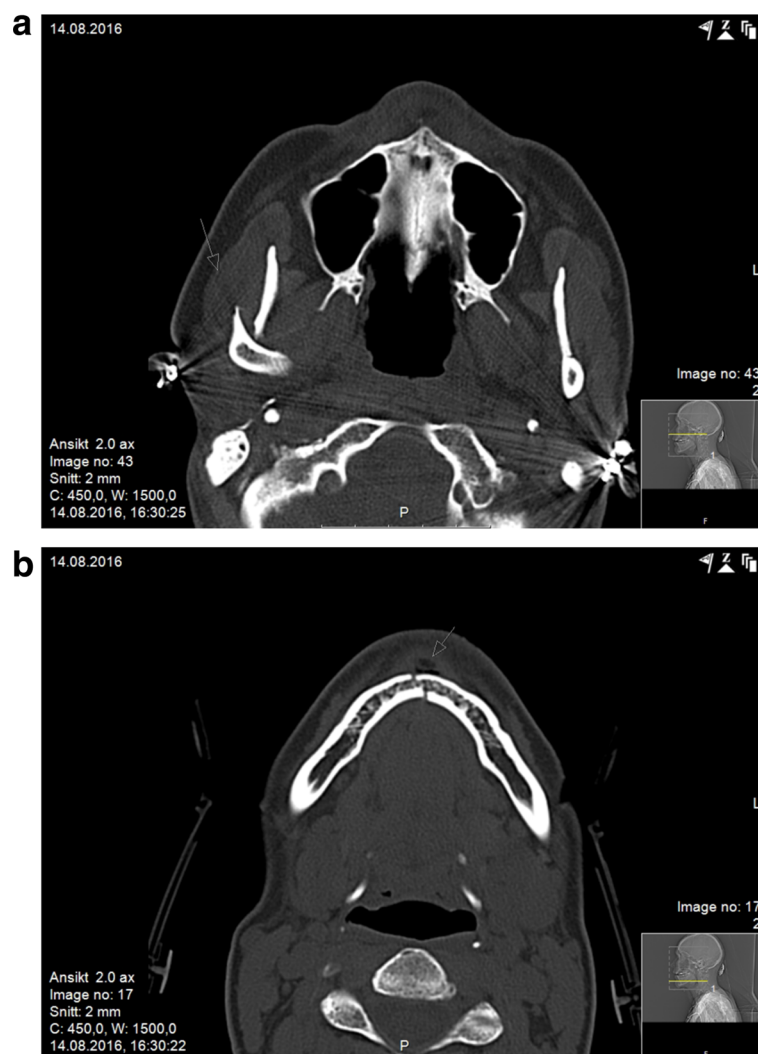 a
14.08.2016
Z
L
Image no: 43
2
Ansikt 2.0 ax
Image no: 43
Snitt: 2 mm
C: 450,0, W: 1500,0
14.08.2016, 16:30:25
P
F
b
14.08.2016
Z
L
Image no: 17
2
Ansikt 2.0 ax
Image no: 17
Snitt: 2 mm
C: 450,0, W: 1500,0
14.08.2016, 16:30:22
P
F